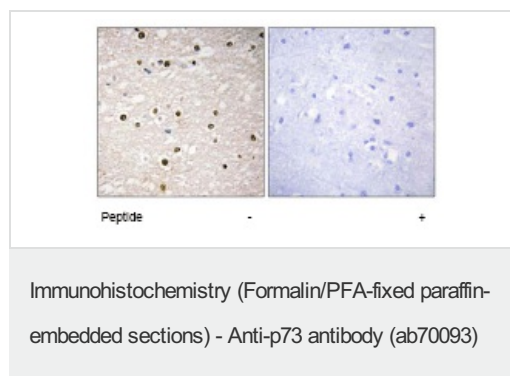 Peptide - +
Immunohistochemistry (Formalin/PFA-fixed paraffin-
embedded sections) - Anti-p73 antibody (ab70093)